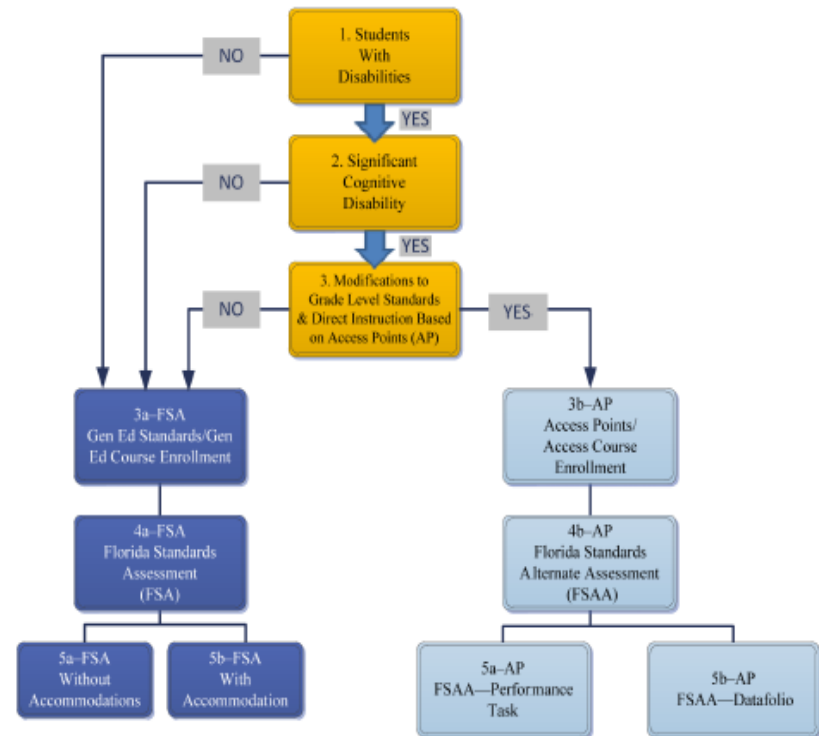 1. Students
With
Disabilities
NO
YES
2. Significant
Cognitive
Disability
NO
YES
3. Modifications to
Grade Level Standards
& Direct Instruction Based
on Access Points (AP)
NO
YES
3a–FSA
Gen Ed Standards/Gen
Ed Course Enrollment
3b–AP
Access Points/
Access Course
Enrollment
4a–FSA
Florida Standards
Assessment
(FSA)
4b–AP
Florida Standards
Alternate Assessment
(FSAA)
5a–FSA
Without
Accommodations
5b–FSA
With
Accommodation
5a–AP
FSAA—Performance
Task
5b–AP
FSAA—Datafolio